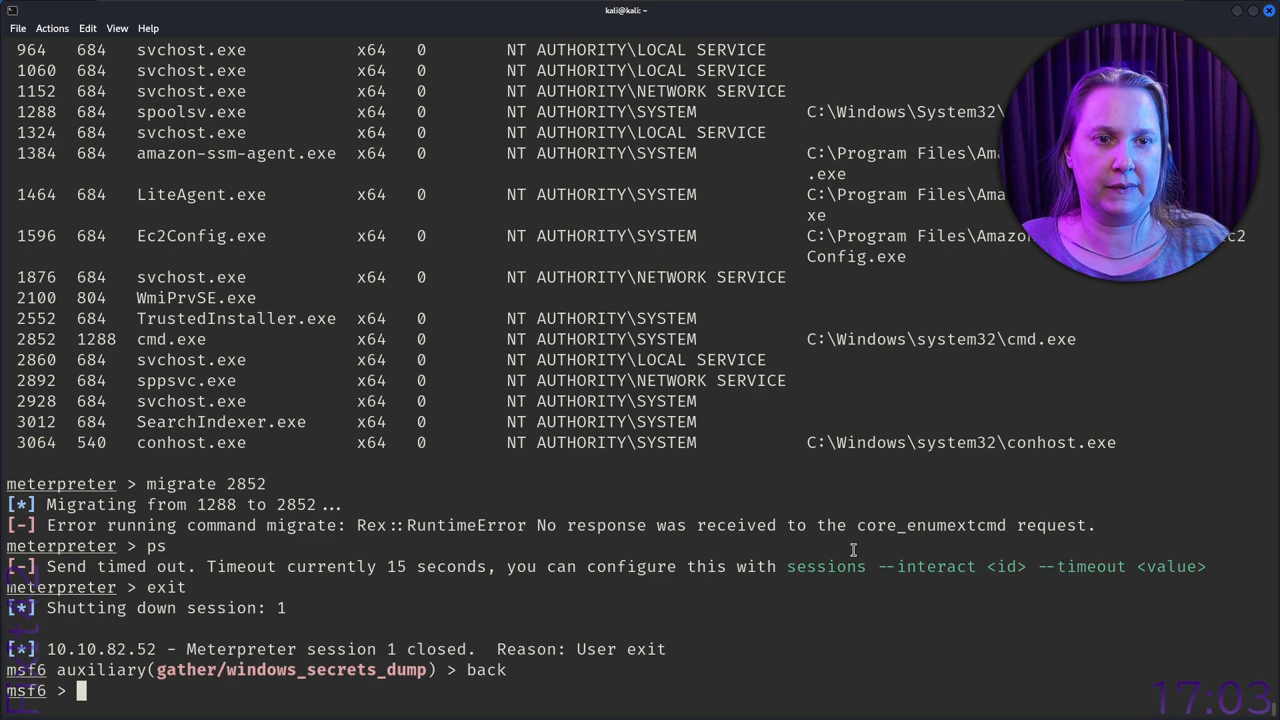 kali@kali: ~
File Actions Edit View Help
964 684 svchost.exe x64 0 NT AUTHORITY\LOCAL SERVICE
1060 684 svchost.exe x64 0 NT AUTHORITY\LOCAL SERVICE
1152 684 svchost.exe x64 0 NT AUTHORITY\NETWORK SERVICE
1288 684 spoolsv.exe x64 0 NT AUTHORITY\SYSTEM C:\Windows\System32\
1324 684 svchost.exe x64 0 NT AUTHORITY\LOCAL SERVICE
1384 684 amazon-ssm-agent.exe x64 0 NT AUTHORITY\SYSTEM C:\Program Files\Ama
.exe
1464 684 LiteAgent.exe x64 0 NT AUTHORITY\SYSTEM C:\Program Files\Ama
xe
1596 684 Ec2Config.exe x64 0 NT AUTHORITY\SYSTEM C:\Program Files\Amazon c2
Config.exe
1876 684 svchost.exe x64 0 NT AUTHORITY\NETWORK SERVICE
2100 804 WmiPrvSE.exe
2552 684 TrustedInstaller.exe x64 0 NT AUTHORITY\SYSTEM
2852 1288 cmd.exe x64 0 NT AUTHORITY\SYSTEM C:\Windows\system32\cmd.exe
2860 684 svchost.exe x64 0 NT AUTHORITY\LOCAL SERVICE
2892 684 sppsvc.exe x64 0 NT AUTHORITY\NETWORK SERVICE
2928 684 svchost.exe x64 0 NT AUTHORITY\SYSTEM
3012 684 SearchIndexer.exe x64 0 NT AUTHORITY\SYSTEM
3064 540 conhost.exe x64 0 NT AUTHORITY\SYSTEM C:\Windows\system32\conhost.exe
meterpreter > migrate 2852
[*] Migrating from 1288 to 2852...
[-] Error running command migrate: Rex::RuntimeError No response was received to the core_enumextcmd request.
meterpreter > ps
[-] Send timed out. Timeout currently 15 seconds, you can configure this with sessions --interact <id> --timeout <value>
meterpreter > exit
[*] Shutting down session: 1
[*] 10.10.82.52 - Meterpreter session 1 closed. Reason: User exit
msf6 auxiliary(gather/windows_secrets_dump) > back
msf6 >
17:03